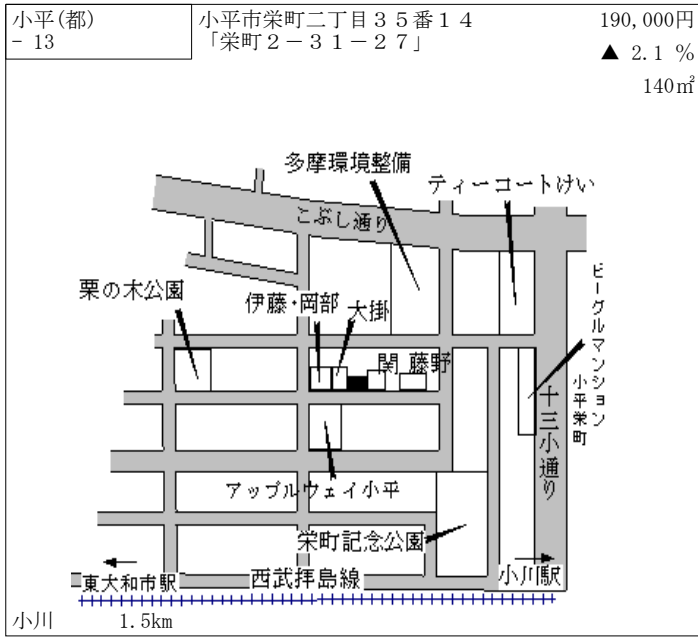 小平(都)
- 13
小平市栄町二丁目３５番１４
「栄町２－３１－２７」
190,000円
▲ 2.1 %
140㎡
多摩環境整備
ティーコートけい
こぶし通り
栗の木公園
伊藤・岡部
大掛
関
藤野
ビーグルマンション
小平栄町
十三小通り
アップルウェイ小平
栄町記念公園
東大和市駅
西武拝島線
小川駅
小川
1.5km